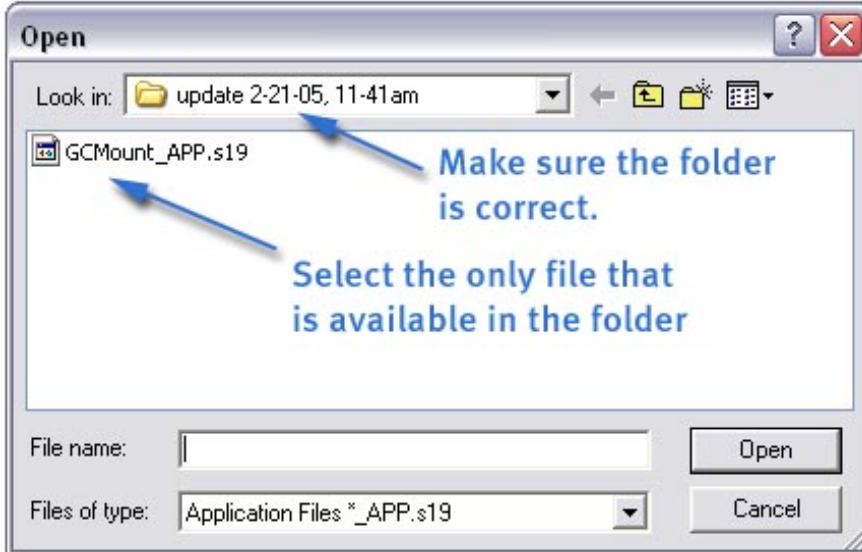 Open
Look in: update 2-21-05, 11-41am
GCMount_APP.s19
Make sure the folder
is correct.
Select the only file that
is available in the folder
File name:
Open
Files of type: Application Files *_APP.s19
Cancel